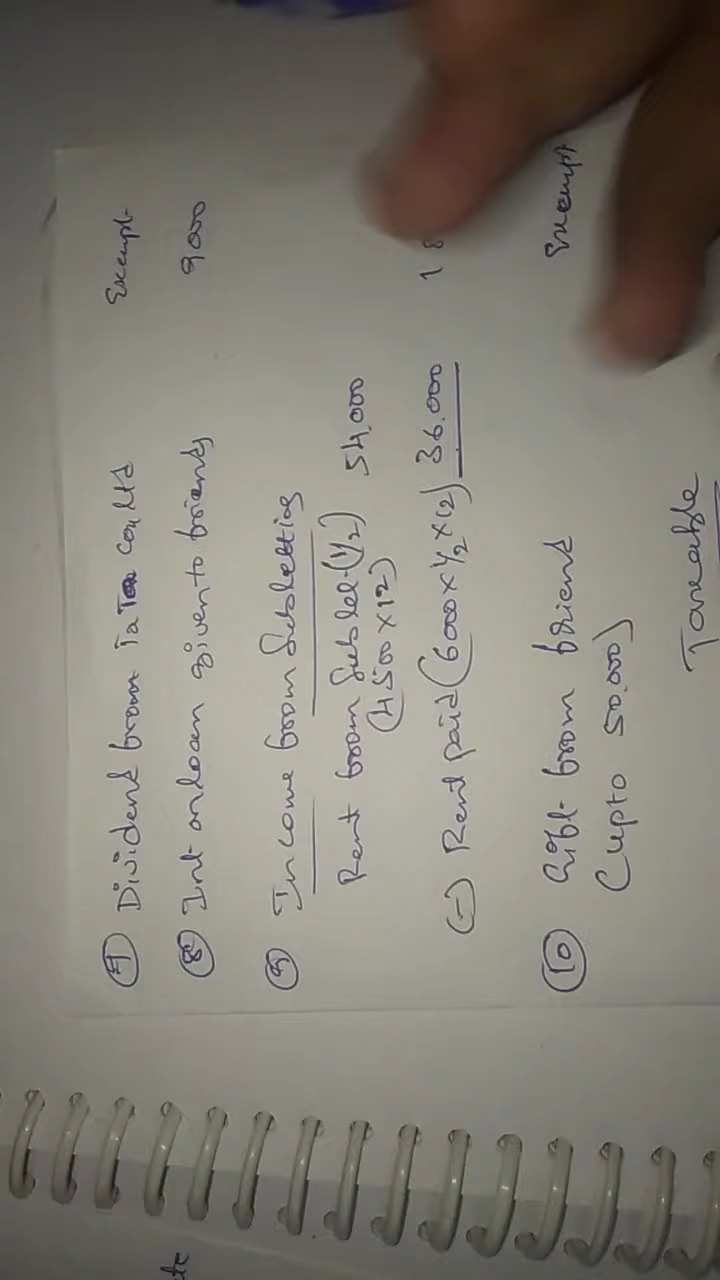 ⑦ Dividend from Tata Co., Ltd Exempt
⑧ Int on loan given to friends 9000
⑨ Income from Subletting
Rent from Sublet (1/2) 54,000
(4500 × 12)
(-) Rent paid (6000 × 1/2 × 12) 36.000 18
⑩ Gift from friend Exempt
(upto 50.000)
Taxable